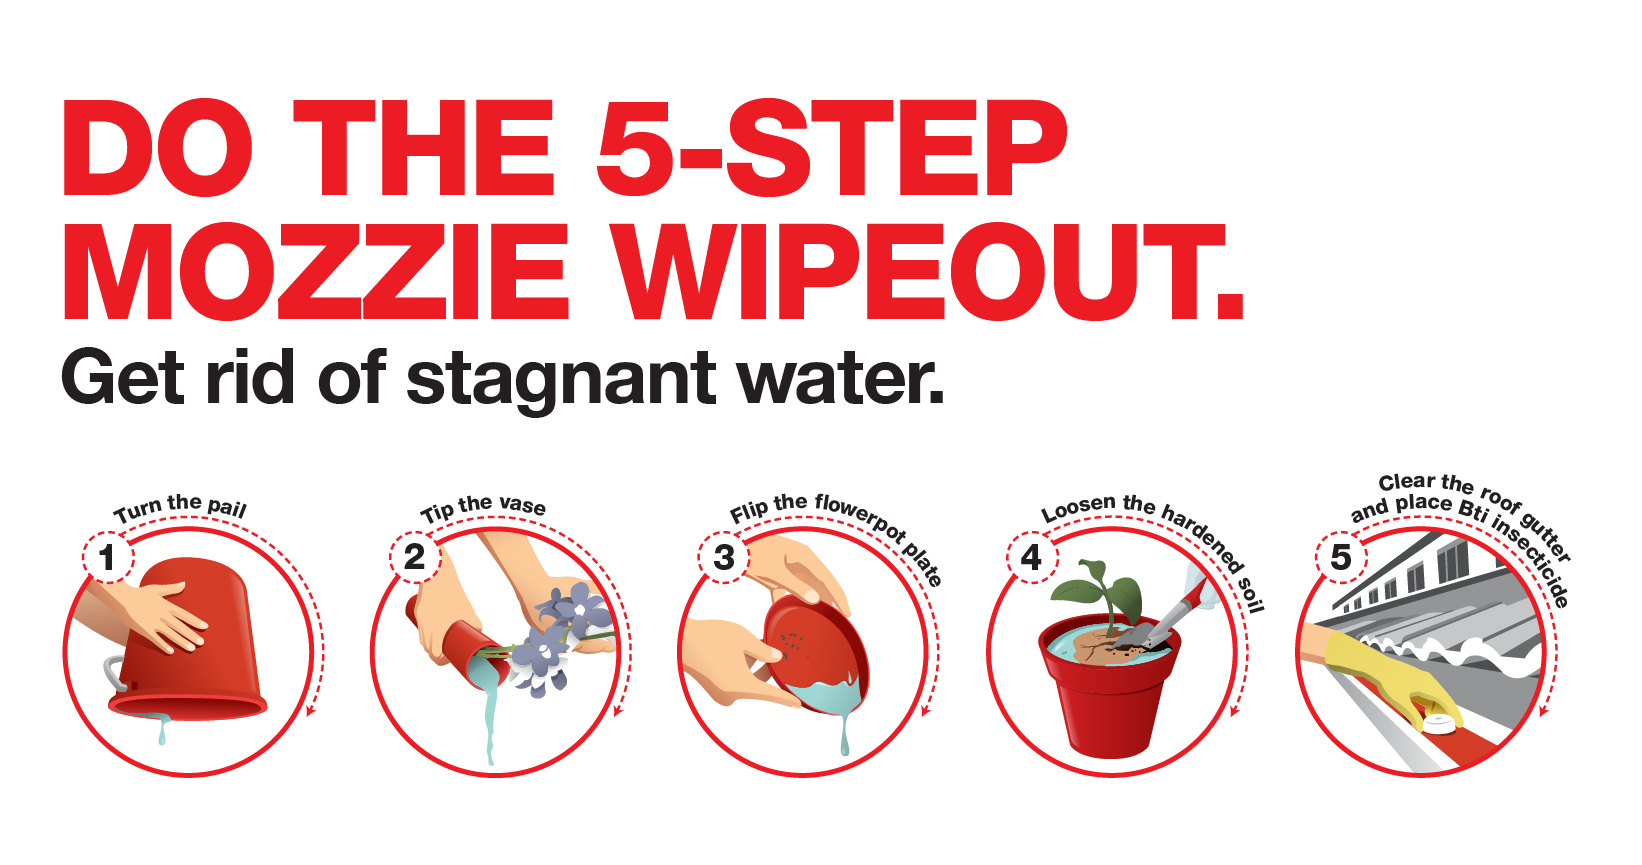 DO THE 5-STEP
MOZZIE WIPEOUT.
Get rid of stagnant water.
1
Turn the pail
2
Tip the vase
3
Flip the flowerpot plate
4
Loosen the hardened soil
5
Clear the roof gutter
and place Bti insecticide